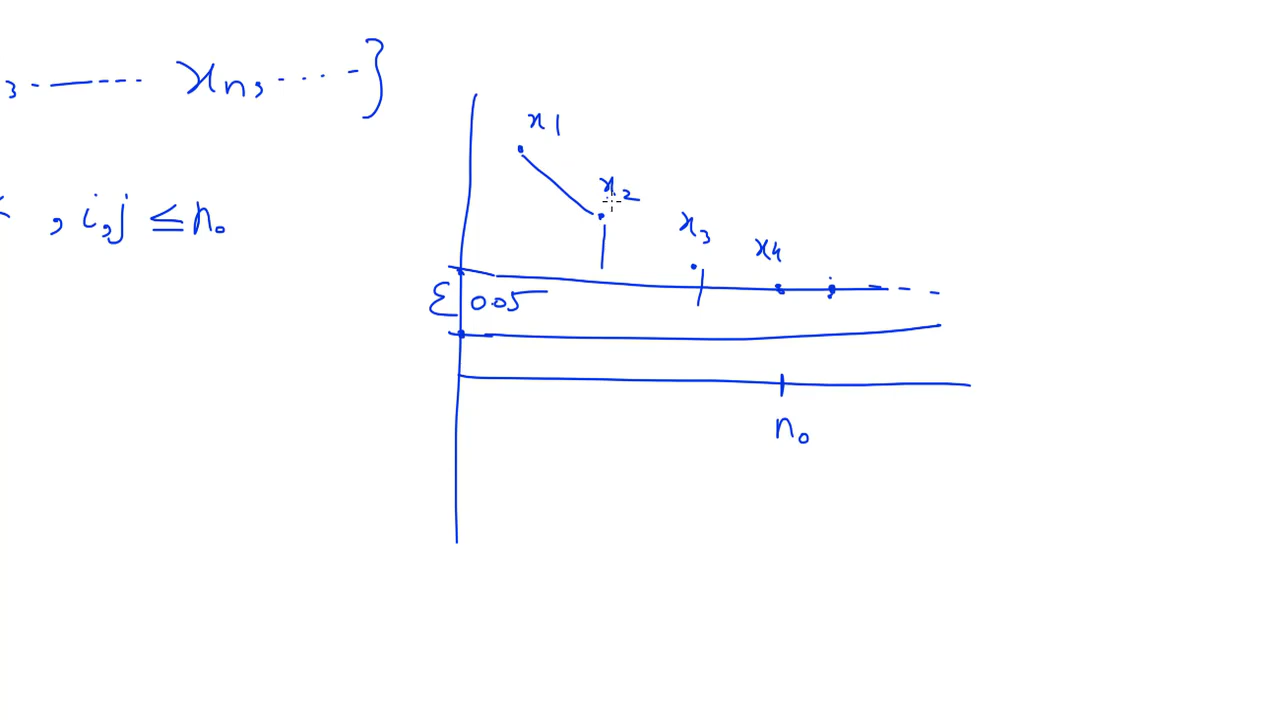 3 ------- xn, ·····}
x1
x2
x3
x4
, i,j ≤ n₀
Ɛ 0.05
n₀